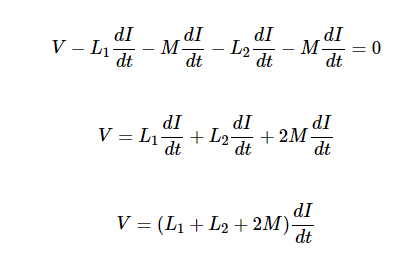 V − L₁ dI/dt − M dI/dt − L₂ dI/dt − M dI/dt = 0
V = L₁ dI/dt + L₂ dI/dt + 2M dI/dt
V = (L₁ + L₂ + 2M) dI/dt